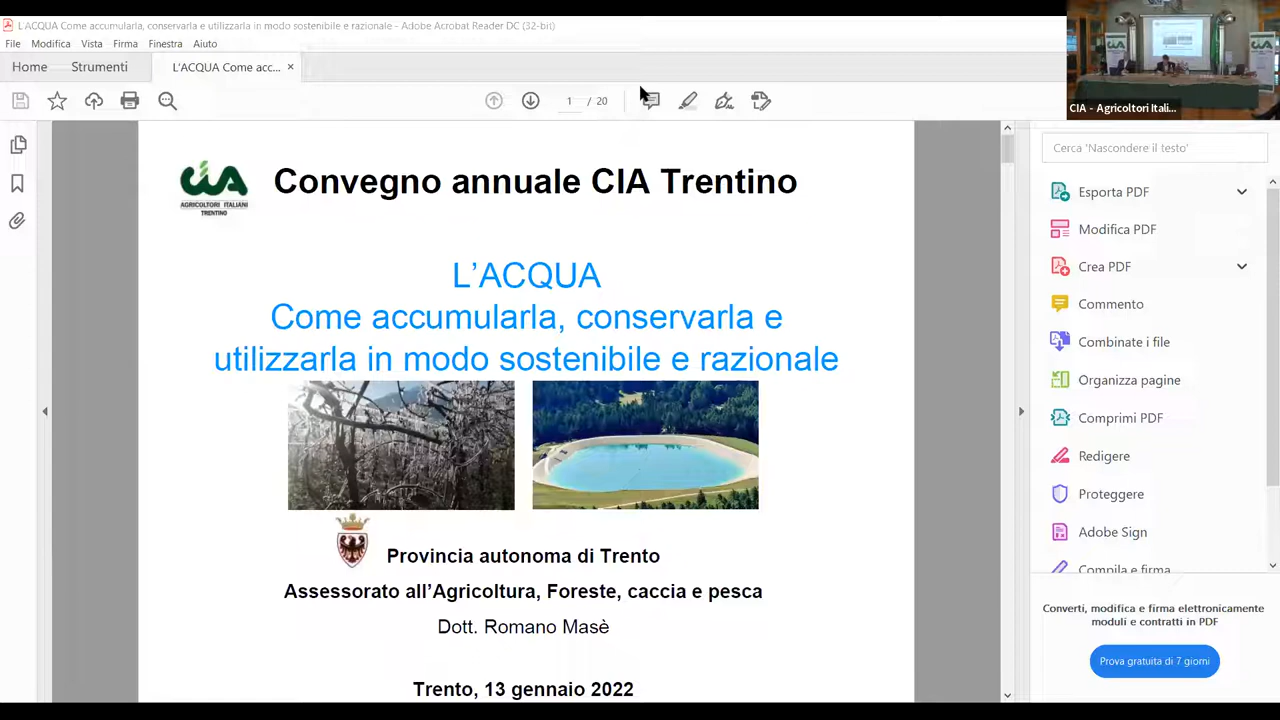 L'ACQUA Come accumularla, conservarla e utilizzarla in modo sostenibile e razionale - Adobe Acrobat Reader DC (32-bit)
File Modifica Vista Firma Finestra Aiuto
Home Strumenti L'ACQUA Come acc... ×
1 / 20
CIA - Agricoltori Itali...
Cerca 'Nascondere il testo'
Esporta PDF
Modifica PDF
Crea PDF
Commento
Combinate i file
Organizza pagine
Comprimi PDF
Redigere
Proteggere
Adobe Sign
Compila e firma
Converti, modifica e firma elettronicamente
moduli e contratti in PDF
Prova gratuita di 7 giorni
CIA
AGRICOLTORI ITALIANI
TRENTINO
Convegno annuale CIA Trentino
L'ACQUA
Come accumularla, conservarla e
utilizzarla in modo sostenibile e razionale
Provincia autonoma di Trento
Assessorato all'Agricoltura, Foreste, caccia e pesca
Dott. Romano Masè
Trento, 13 gennaio 2022